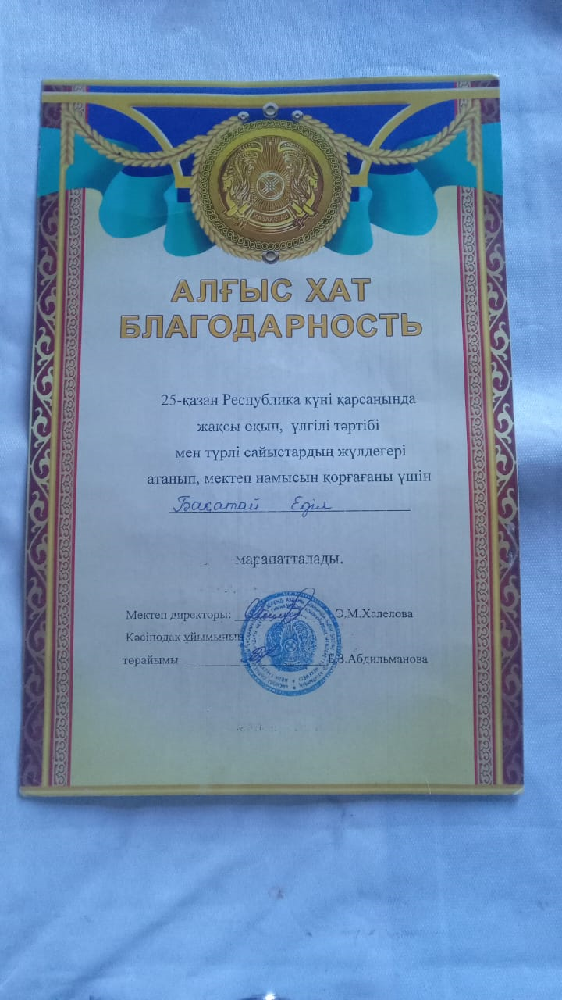 ҚАЗАҚСТАН
АЛҒЫС ХАТ
БЛАГОДАРНОСТЬ
25-қазан Республика күні қарсаңында
жақсы оқып, үлгілі тәртібі
мен түрлі сайыстардың жүлдегері
атанып, мектеп намысын қорғағаны үшін
Бақатай Еділ
марапатталады.
Мектеп директоры: Э.М.Халелова
Кәсіподақ ұйымының
төрайымы Б.З.Абдильманова